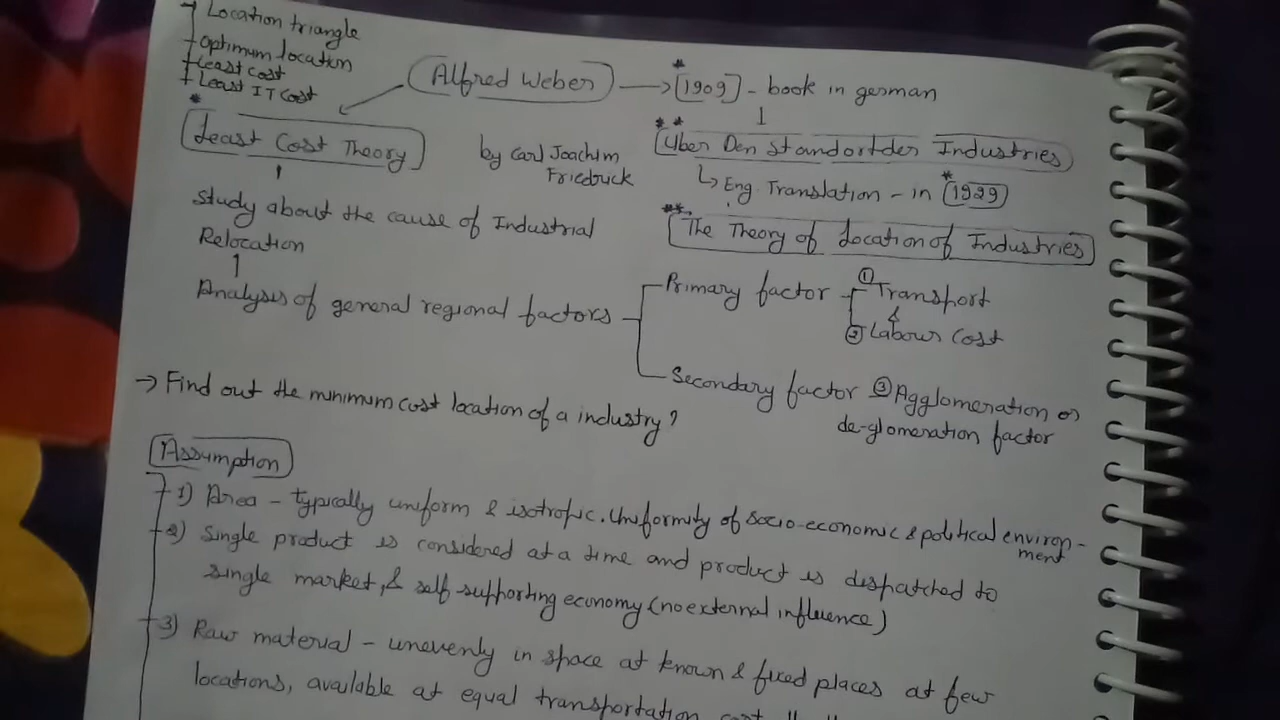 → Location triangle
→ optimum location
→ Least cost
→ Least IT Cost
Alfred Weber → * [1909] - book in german
* Least Cost Theory
by Carl Joachim
Friedrick
** Uber Den standortder Industries
↳ Eng. Translation - in * 1929
** The Theory of Location of Industries
Study about the cause of Industrial
Relocation
Analysis of general regional factors
Primary factor ① Transport
&
② Labour Cost
Secondary factor ③ Agglomeration or
de-glomeration factor
→ Find out the minimum cost location of a industry?
Assumption
1) Area - typically uniform & isotropic. Uniformity of socio-economic & political environ-
ment
2) Single product is considered at a time and product is dispatched to
single market, & self supporting economy (no external influence)
3) Raw material - unevenly in space at known & fixed places at few
locations, available at equal transportation cost